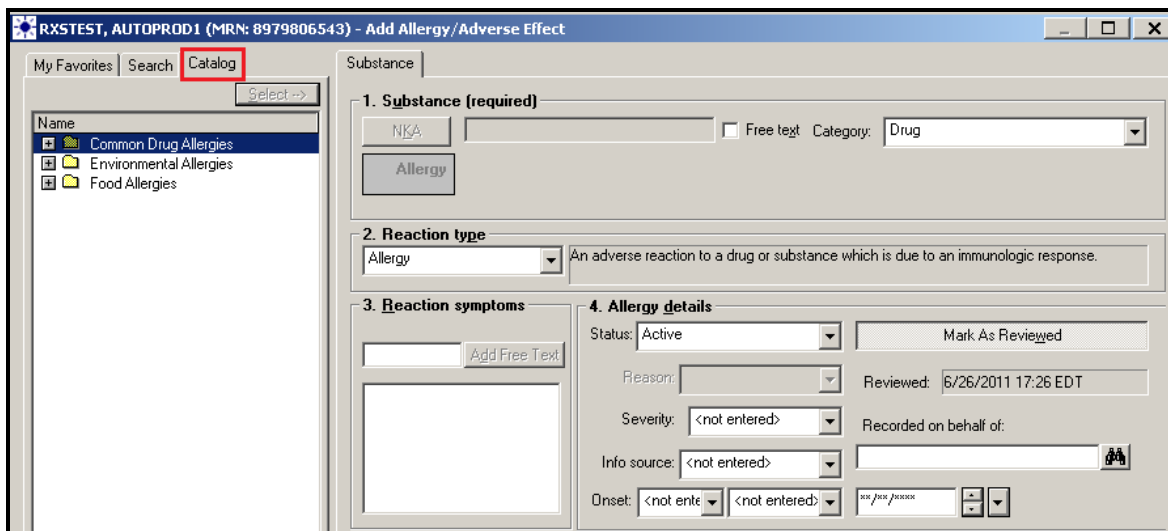 RXSTEST, AUTOPROD1 (MRN: 8979806543) - Add Allergy/Adverse Effect
My Favorites Search Catalog
Select -->
Name
Common Drug Allergies
Environmental Allergies
Food Allergies
Substance
1. Substance (required)
NKA Free text Category: Drug
Allergy
2. Reaction type
Allergy An adverse reaction to a drug or substance which is due to an immunologic response.
3. Reaction symptoms
Add Free Text
4. Allergy details
Status: Active Mark As Reviewed
Reason: Reviewed: 6/26/2011 17:26 EDT
Severity: <not entered> Recorded on behalf of:
Info source: <not entered>
Onset: <not ente <not entered> **/**/****